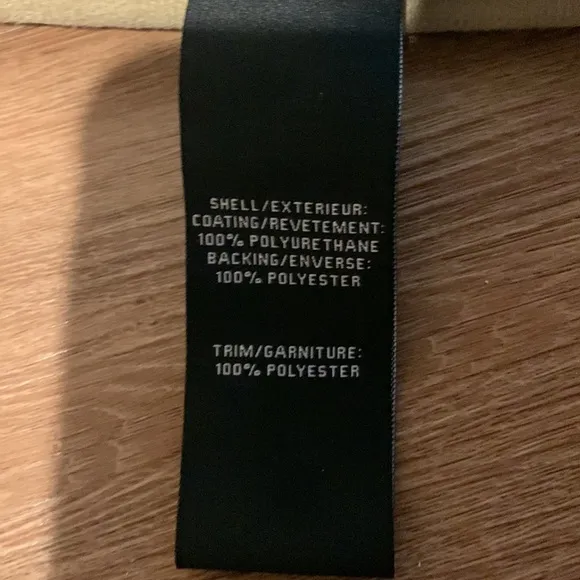 SHELL/EXTERIEUR:
COATING/REVETEMENT:
100% POLYURETHANE
BACKING/ENVERSE:
100% POLYESTER
TRIM/GARNITURE:
100% POLYESTER